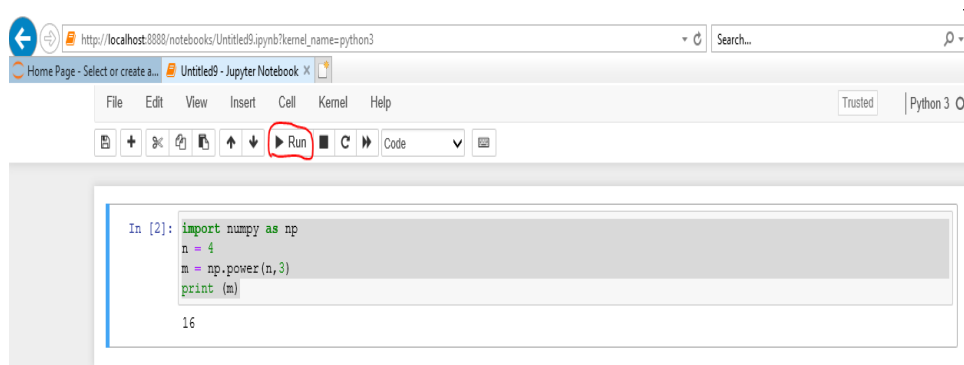 http://localhost:8888/notebooks/Untitled9.ipynb?kernel_name=python3 Search...
Home Page - Select or create a... Untitled9 - Jupyter Notebook
File Edit View Insert Cell Kernel Help Trusted Python 3
Run Code
In [2]: import numpy as np
n = 4
m = np.power(n,3)
print (m)
16